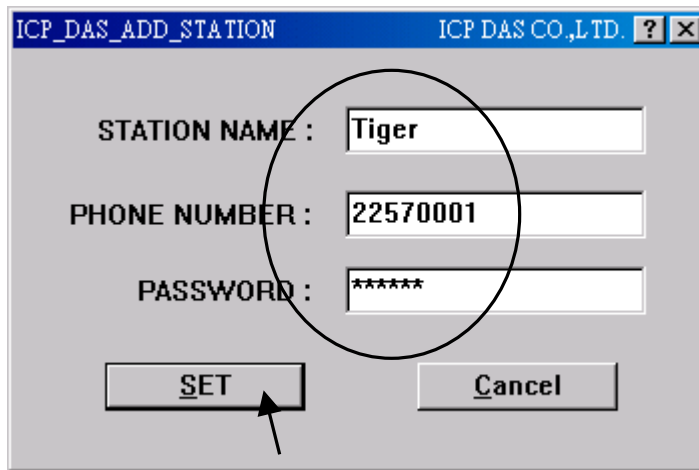 ICP_DAS_ADD_STATION ICP DAS CO.,LTD. ? ×
STATION NAME : Tiger
PHONE NUMBER : 22570001
PASSWORD : ******
SET Cancel